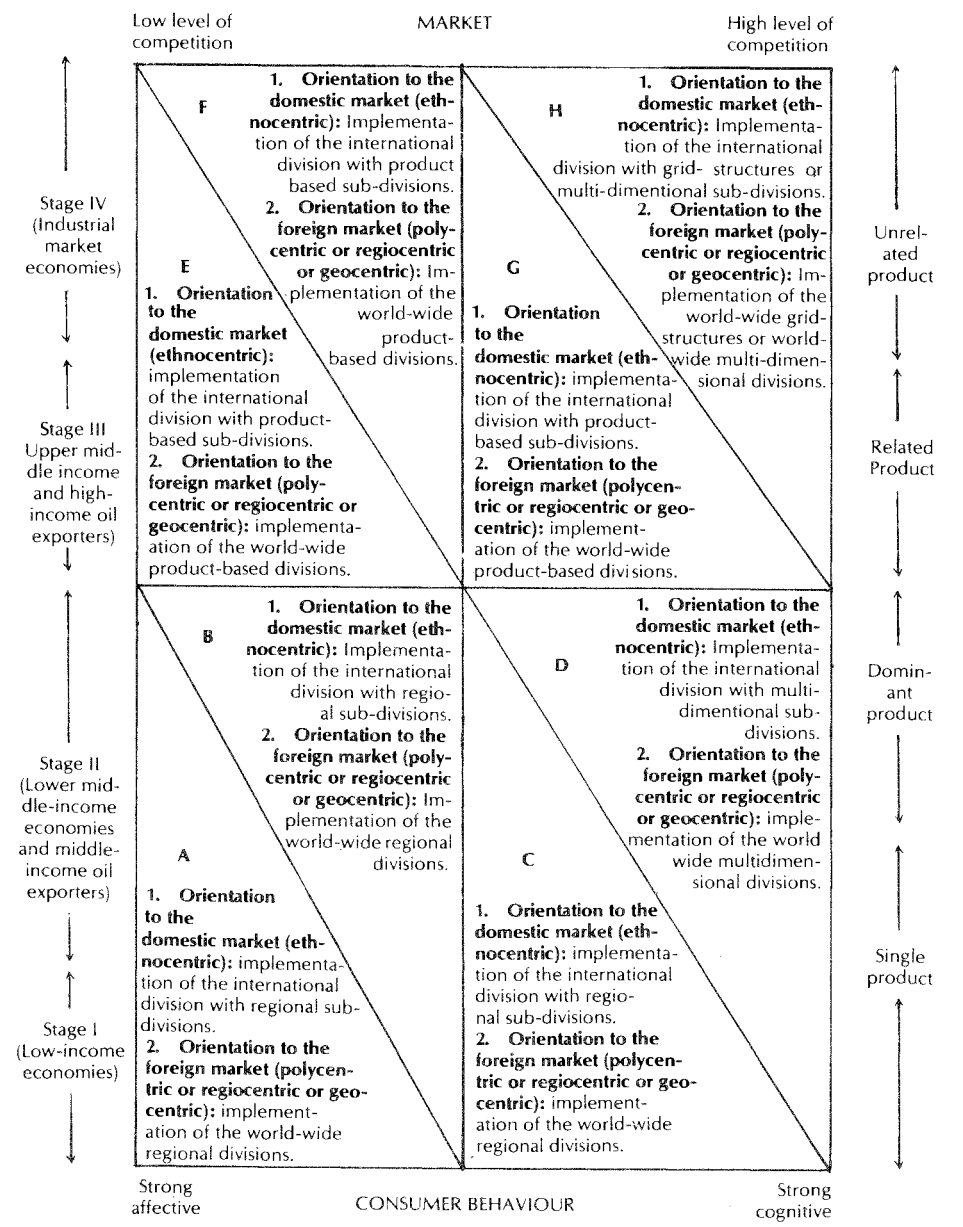 Low level of
competition
MARKET
High level of
competition
Stage IV
(Industrial
market
economies)
Stage III
Upper mid-
dle income
and high-
income oil
exporters)
Stage II
(Lower mid-
dle-income
economies
and middle-
income oil
exporters)
Stage I
(Low-income
economies)
F
1. Orientation to the
domestic market (eth-
nocentric): Implementa-
tion of the international
division with product
based sub-divisions.
2. Orientation to the
foreign market (poly-
centric or regiocentric
or geocentric): Im-
plementation of the
world-wide
product-
based divisions.
E
1. Orientation
to the
domestic market
(ethnocentric):
implementation
of the international
division with product-
based sub-divisions.
2. Orientation to the
foreign market (poly-
centric or regiocentric or
geocentric): implementa-
ation of the world-wide
product-based divisions.
H
1. Orientation to the
domestic market (eth-
nocentric): Implementa-
tion of the international
division with grid- structures or
multi-dimentional sub-divisions.
2. Orientation to the
foreign market (poly-
centric or regiocentric
or geocentric): Im-
plementation of the
world-wide grid-
structures or world-
wide multi-dimen-
sional divisions.
G
1. Orientation
to the
domestic market (eth-
nocentric): implementa-
tion of the international
division with product-
based sub-divisions.
2. Orientation to the
foreign market (polycen-
tric or regiocentric or geo-
centric): implement-
ation of the world-wide
product-based divisions.
B
1. Orientation to the
domestic market (eth-
nocentric): Implementa-
tion of the international
division with regio-
al sub-divisions.
2. Orientation to the
foreign market (poly-
centric or regiocentric
or geocentric): Im-
plementation of the
world-wide regional
divisions.
A
1. Orientation
to the
domestic market (eth-
nocentric): implementa-
tion of the international
division with regional sub-
divisions.
2. Orientation to the
foreign market (polycen-
tric or regiocentric or geo-
centric): implement-
ation of the world-wide
regional divisions.
D
1. Orientation to the
domestic market (eth-
nocentric): Implementa-
tion of the international
division with multi-
dimentional sub-
divisions.
2. Orientation to the
foreign market (poly-
centric or regiocentric
or geocentric): imple-
mentation of the world
wide multidimen-
sional divisions.
C
1. Orientation to the
domestic market (eth-
nocentric): implementa-
tion of the international
division with regio-
nal sub-divisions.
2. Orientation to the
foreign market (polycen-
tric or regiocentric or geo-
centric): implement-
ation of the world-wide
regional divisions.
Unrel-
ated
product
Related
Product
Domin-
ant
product
Single
product
Strong
affective
CONSUMER BEHAVIOUR
Strong
cognitive